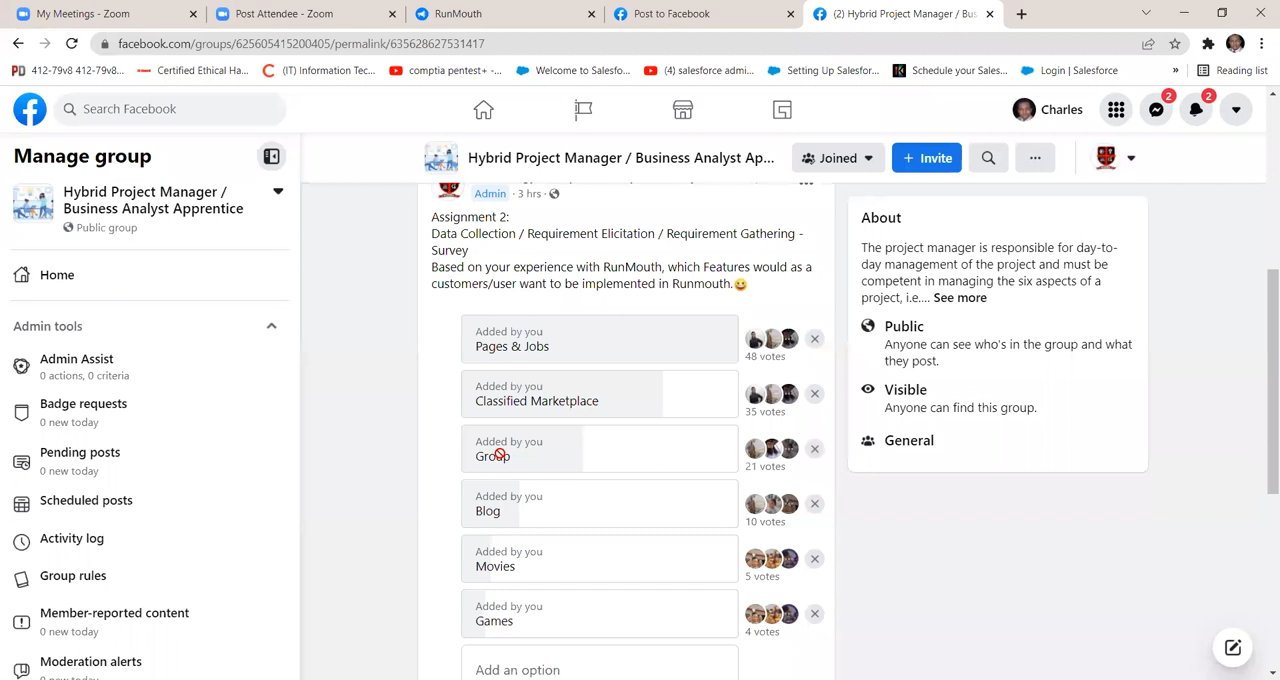 My Meetings - Zoom
Post Attendee - Zoom
RunMouth
Post to Facebook
(2) Hybrid Project Manager / Bus
facebook.com/groups/625605415200405/permalink/635628627531417
412-79v8 412-79v8...
Certified Ethical Ha...
(IT) Information Tec...
comptia pentest+ -...
Welcome to Salesfo...
(4) salesforce admi...
Setting Up Salesfor...
Schedule your Sales...
Login | Salesforce
»
Reading list
Search Facebook
Charles
2
2
Manage group
Hybrid Project Manager /
Business Analyst Apprentice
Public group
Home
Admin tools
Admin Assist
0 actions, 0 criteria
Badge requests
0 new today
Pending posts
0 new today
Scheduled posts
Activity log
Group rules
Member-reported content
0 new today
Moderation alerts
Hybrid Project Manager / Business Analyst Ap...
Joined
+ Invite
Admin · 3 hrs ·
Assignment 2:
Data Collection / Requirement Elicitation / Requirement Gathering -
Survey
Based on your experience with RunMouth, which Features would as a
customers/user want to be implemented in Runmouth.😀
Added by you
Pages & Jobs
48 votes
Added by you
Classified Marketplace
35 votes
Added by you
Group
21 votes
Added by you
Blog
10 votes
Added by you
Movies
5 votes
Added by you
Games
4 votes
Add an option
About
The project manager is responsible for day-to-
day management of the project and must be
competent in managing the six aspects of a
project, i.e.... See more
Public
Anyone can see who's in the group and what
they post.
Visible
Anyone can find this group.
General